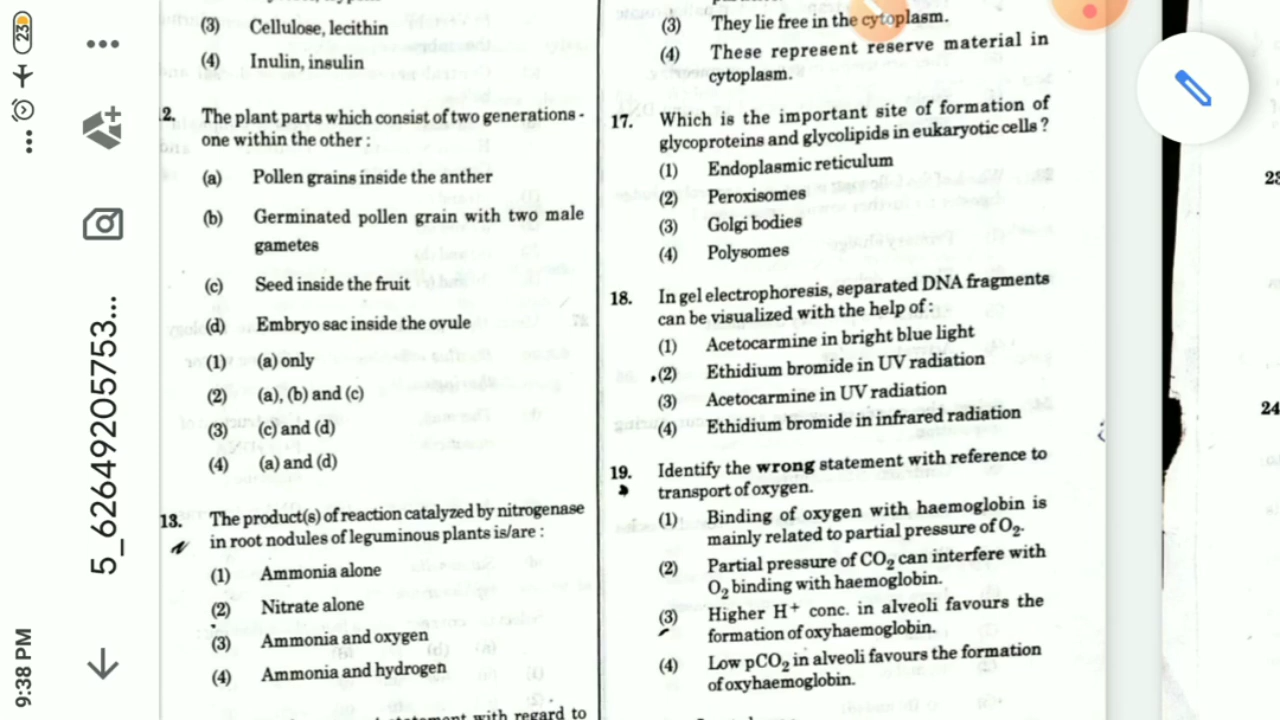 (3) Cellulose, lecithin
(4) Inulin, insulin
2. The plant parts which consist of two generations -
one within the other :
(a) Pollen grains inside the anther
(b) Germinated pollen grain with two male
gametes
(c) Seed inside the fruit
(d) Embryo sac inside the ovule
(1) (a) only
(2) (a), (b) and (c)
(3) (c) and (d)
(4) (a) and (d)
13. The product(s) of reaction catalyzed by nitrogenase
in root nodules of leguminous plants is/are :
(1) Ammonia alone
(2) Nitrate alone
(3) Ammonia and oxygen
(4) Ammonia and hydrogen
statement with regard to
(3) They lie free in the cytoplasm.
(4) These represent reserve material in
cytoplasm.
17. Which is the important site of formation of
glycoproteins and glycolipids in eukaryotic cells ?
(1) Endoplasmic reticulum
(2) Peroxisomes
(3) Golgi bodies
(4) Polysomes
18. In gel electrophoresis, separated DNA fragments
can be visualized with the help of :
(1) Acetocarmine in bright blue light
(2) Ethidium bromide in UV radiation
(3) Acetocarmine in UV radiation
(4) Ethidium bromide in infrared radiation
19. Identify the wrong statement with reference to
transport of oxygen.
(1) Binding of oxygen with haemoglobin is
mainly related to partial pressure of O₂.
(2) Partial pressure of CO₂ can interfere with
O₂ binding with haemoglobin.
(3) Higher H⁺ conc. in alveoli favours the
formation of oxyhaemoglobin.
(4) Low pCO₂ in alveoli favours the formation
of oxyhaemoglobin.
23
24
5_6264929205753...
9:38 PM
23